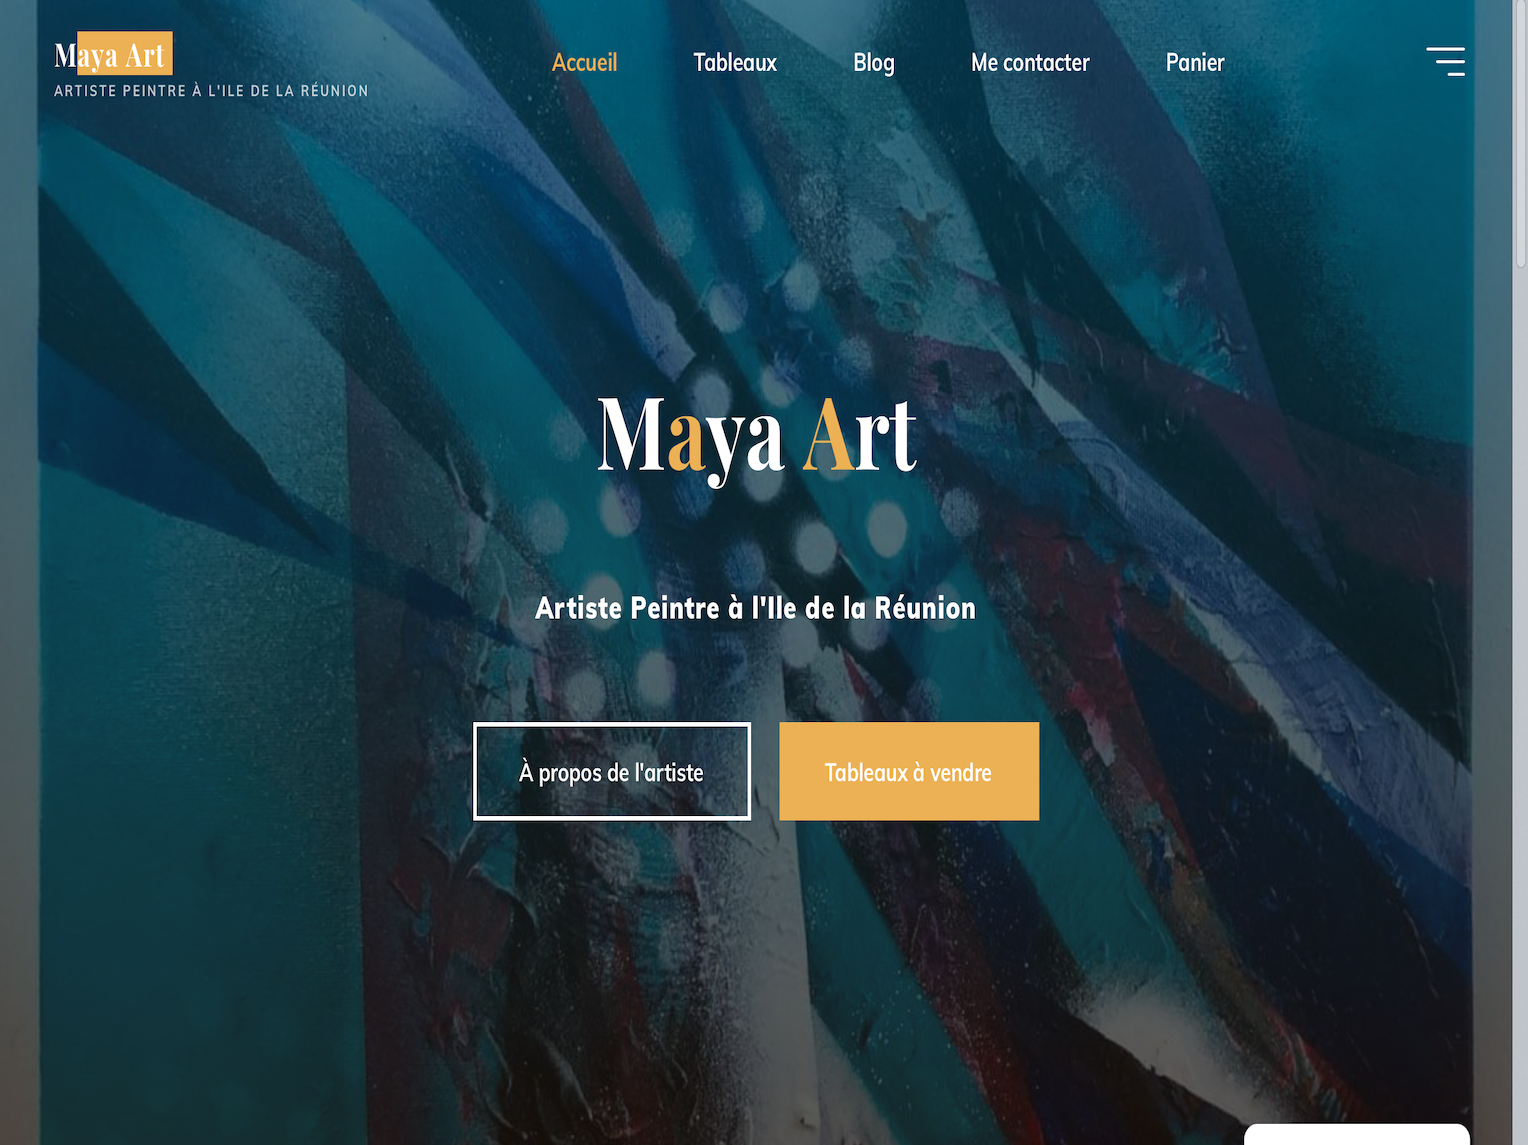 Maya Art
ARTISTE PEINTRE À L'ILE DE LA RÉUNION
Accueil
Tableaux
Blog
Me contacter
Panier
Maya Art
Artiste Peintre à l'Ile de la Réunion
À propos de l'artiste
Tableaux à vendre